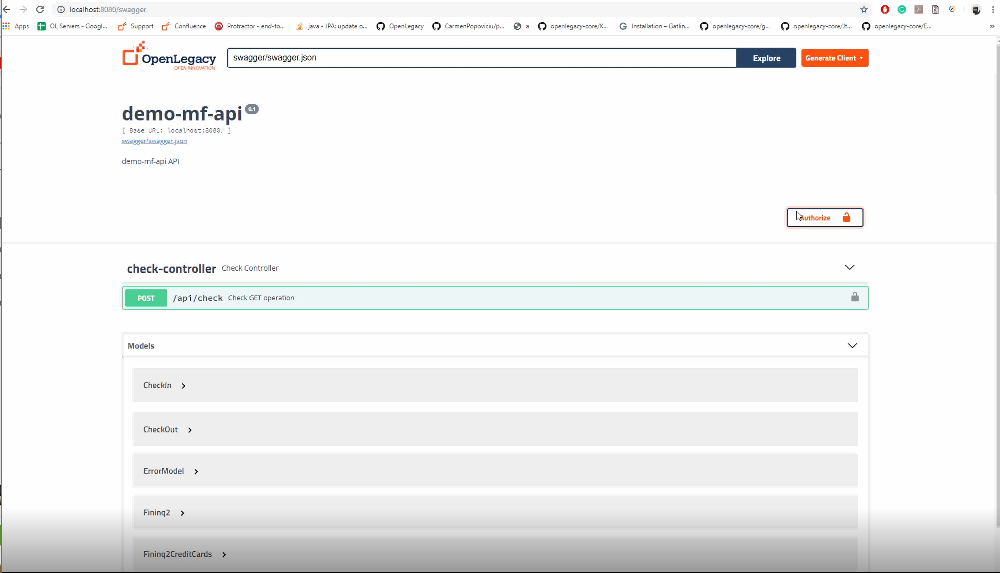 localhost:8080/swagger
Apps OL Servers - Googl... Support Confluence Protractor - end-to... java - JPA: update o... OpenLegacy CarmenPopoviciu/p... a openlegacy-core/K... Installation – Gatlin... openlegacy-core/g... openlegacy-core/Jt... openlegacy-core/E... »
OpenLegacy
OPEN INNOVATION
swagger/swagger.json Explore Generate Client
demo-mf-api 0.1
[ Base URL: localhost:8080/ ]
swagger/swagger.json
demo-mf-api API
Authorize
check-controller Check Controller
POST /api/check Check GET operation
Models
CheckIn
CheckOut
ErrorModel
Fininq2
Fininq2CreditCards